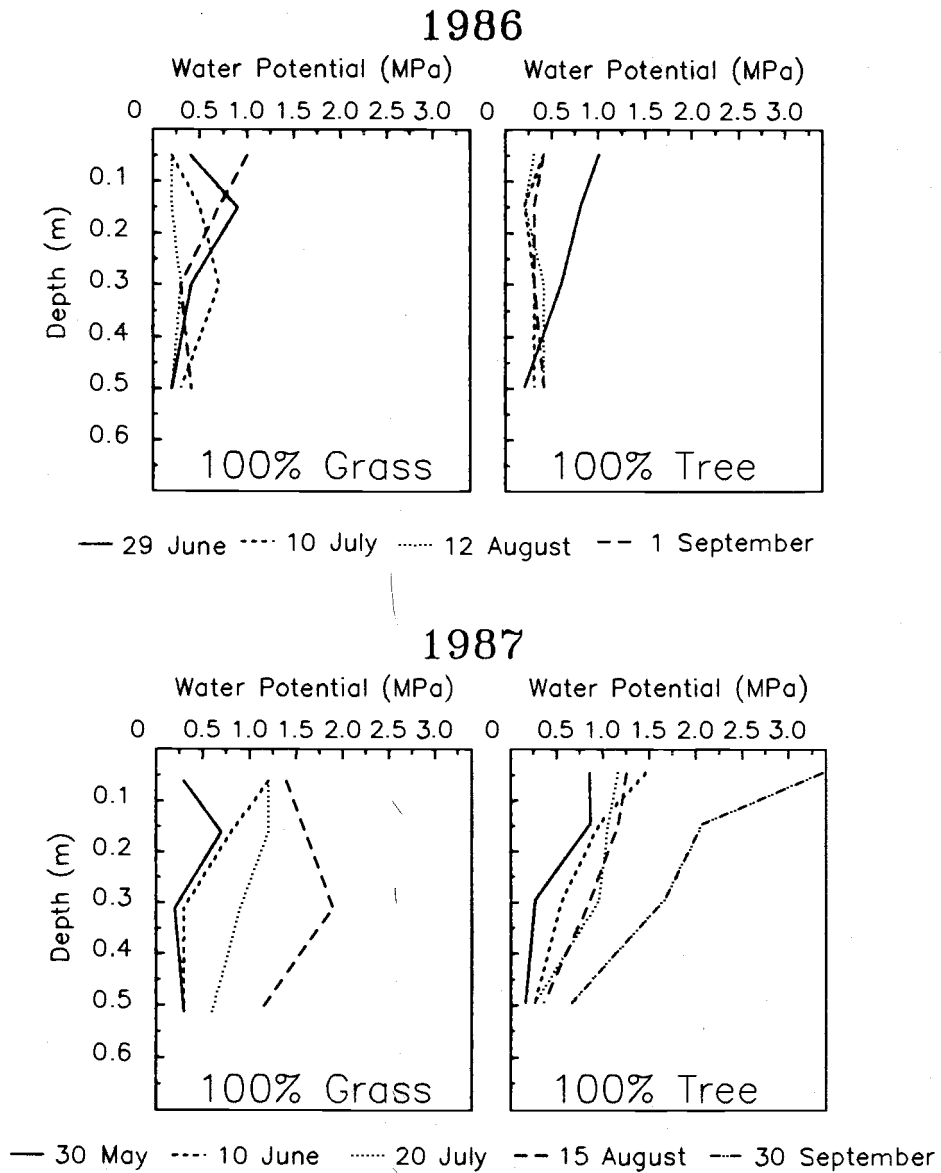 1986
Water Potential (MPa) Water Potential (MPa)
0 0.5 1.0 1.5 2.0 2.5 3.0 0 0.5 1.0 1.5 2.0 2.5 3.0
Depth (m)
0.1
0.2
0.3
0.4
0.5
0.6
100% Grass 100% Tree
29 June 10 July 12 August 1 September
1987
Water Potential (MPa) Water Potential (MPa)
0 0.5 1.0 1.5 2.0 2.5 3.0 0 0.5 1.0 1.5 2.0 2.5 3.0
Depth (m)
0.1
0.2
0.3
0.4
0.5
0.6
100% Grass 100% Tree
30 May 10 June 20 July 15 August 30 September